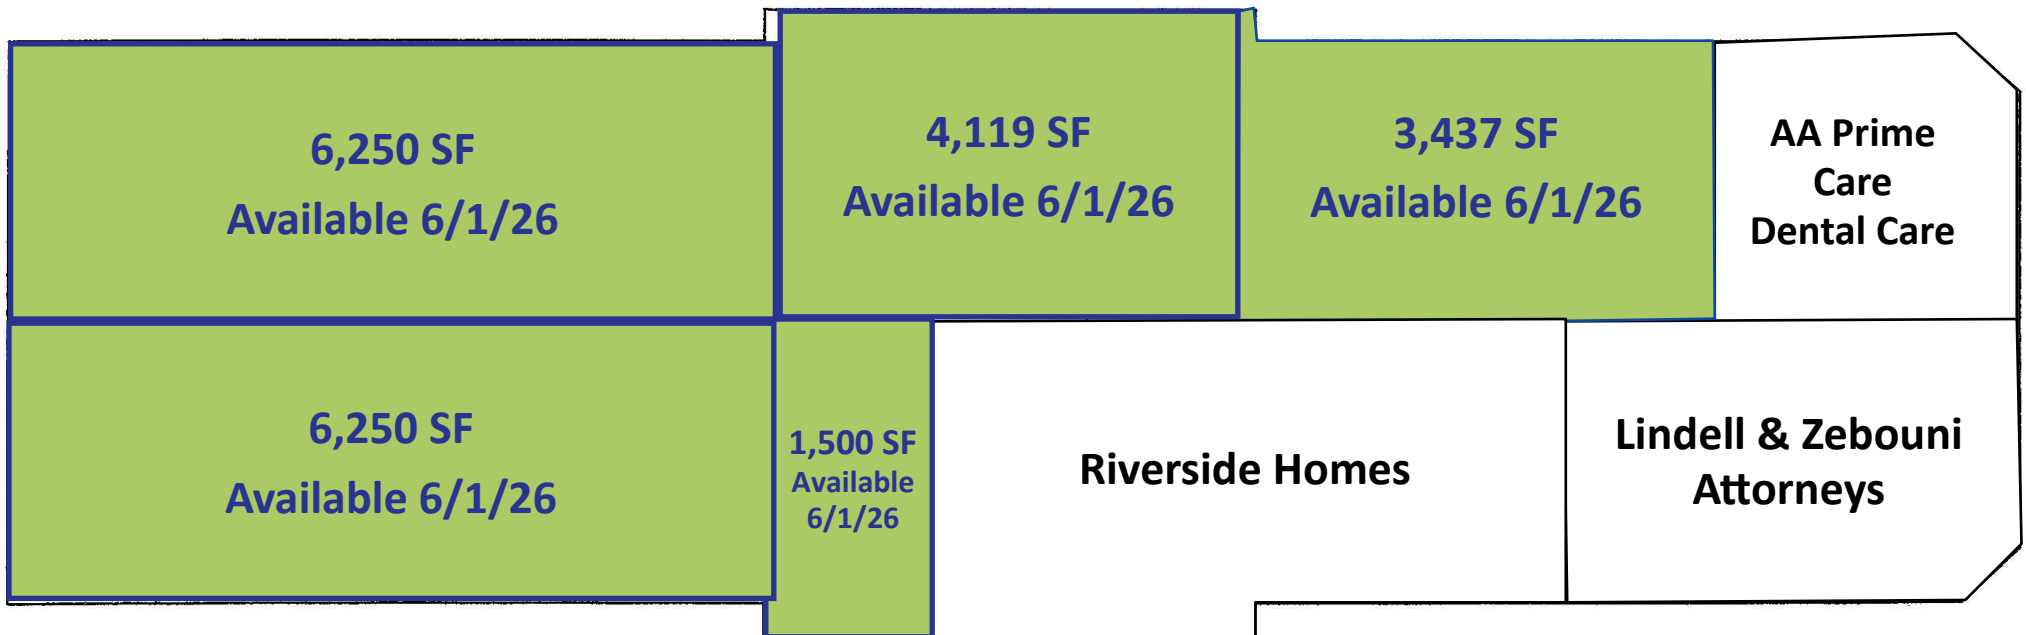 6,250 SF
Available 6/1/26
4,119 SF
Available 6/1/26
3,437 SF
Available 6/1/26
AA Prime
Care
Dental Care
6,250 SF
Available 6/1/26
1,500 SF
Available
6/1/26
Riverside Homes
Lindell & Zebouni
Attorneys